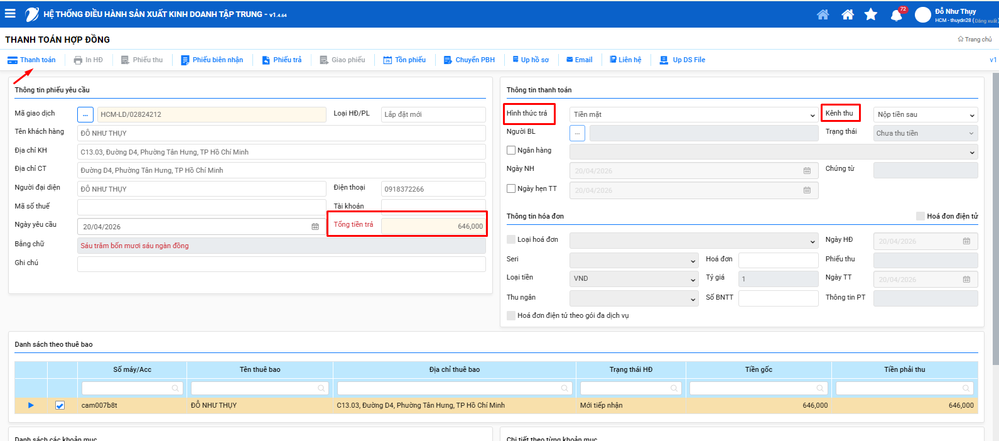 HỆ THỐNG ĐIỀU HÀNH SẢN XUẤT KINH DOANH TẬP TRUNG - v1.4.64
72
Đỗ Như Thụy
HCM - thuydn28 ( Đăng xuất
THANH TOÁN HỢP ĐỒNG
Trang chủ
Thanh toán In HĐ Phiếu thu Phiếu biên nhận Phiếu trả Giao phiếu 26 Tồn phiếu Chuyển PBH Up hồ sơ Email Liên hệ Up DS File v1
Thông tin phiếu yêu cầu
Mã giao dịch ... HCM-LD/02824212 Loại HĐ/PL Lắp đặt mới
Tên khách hàng ĐỖ NHƯ THỤY
Địa chỉ KH C13.03, Đường D4, Phường Tân Hưng, TP Hồ Chí Minh
Địa chỉ CT Đường D4, Phường Tân Hưng, TP Hồ Chí Minh
Người đại diện ĐỖ NHƯ THỤY Điện thoại 0918372266
Mã số thuế Tài khoản
Ngày yêu cầu 20/04/2026 Tổng tiền trả 646,000
Bằng chữ Sáu trăm bốn mươi sáu ngàn đồng
Ghi chú
Thông tin thanh toán
Hình thức trả Tiền mặt Kênh thu Nộp tiền sau
Người BL ... Trạng thái Chưa thu tiền
Ngân hàng
Ngày NH 20/04/2026 Chứng từ
Ngày hẹn TT 20/04/2026
Thông tin hóa đơn Hoá đơn điện tử
Loại hoá đơn Ngày HĐ 20/04/2026
Seri Hoá đơn Phiếu thu
Loại tiền VND Tỷ giá 1 Ngày TT 20/04/2026
Thu ngân Số BNTT Thông tin PT
Hoá đơn điện tử theo gói đa dịch vụ
Danh sách theo thuê bao
Số máy/Acc Tên thuê bao Địa chỉ thuê bao Trạng thái HĐ Tiền gốc Tiền phải thu
cam007b8t ĐỖ NHƯ THỤY C13.03, Đường D4, Phường Tân Hưng, TP Hồ Chí Minh Mới tiếp nhận 646,000 646,000
Danh sách các khoản mục Chi tiết theo từng khoản mục